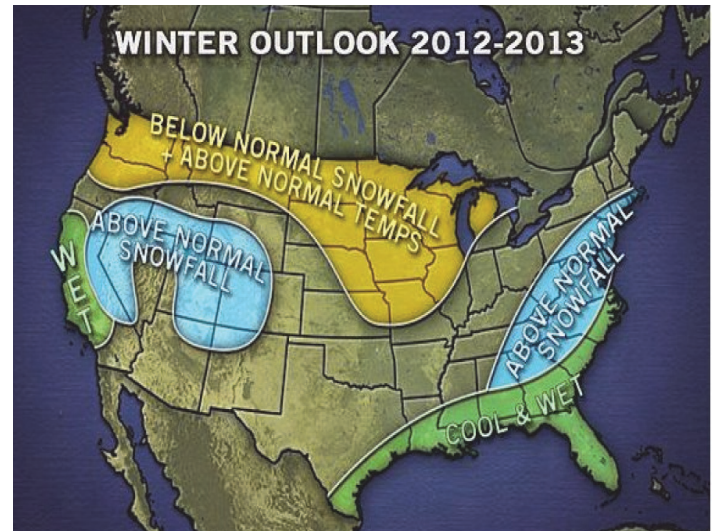 WINTER OUTLOOK 2012-2013
BELOW NORMAL SNOWFALL
+ ABOVE NORMAL TEMPS
ABOVE NORMAL
SNOWFALL
WET
ABOVE NORMAL
SNOWFALL
COOL & WET